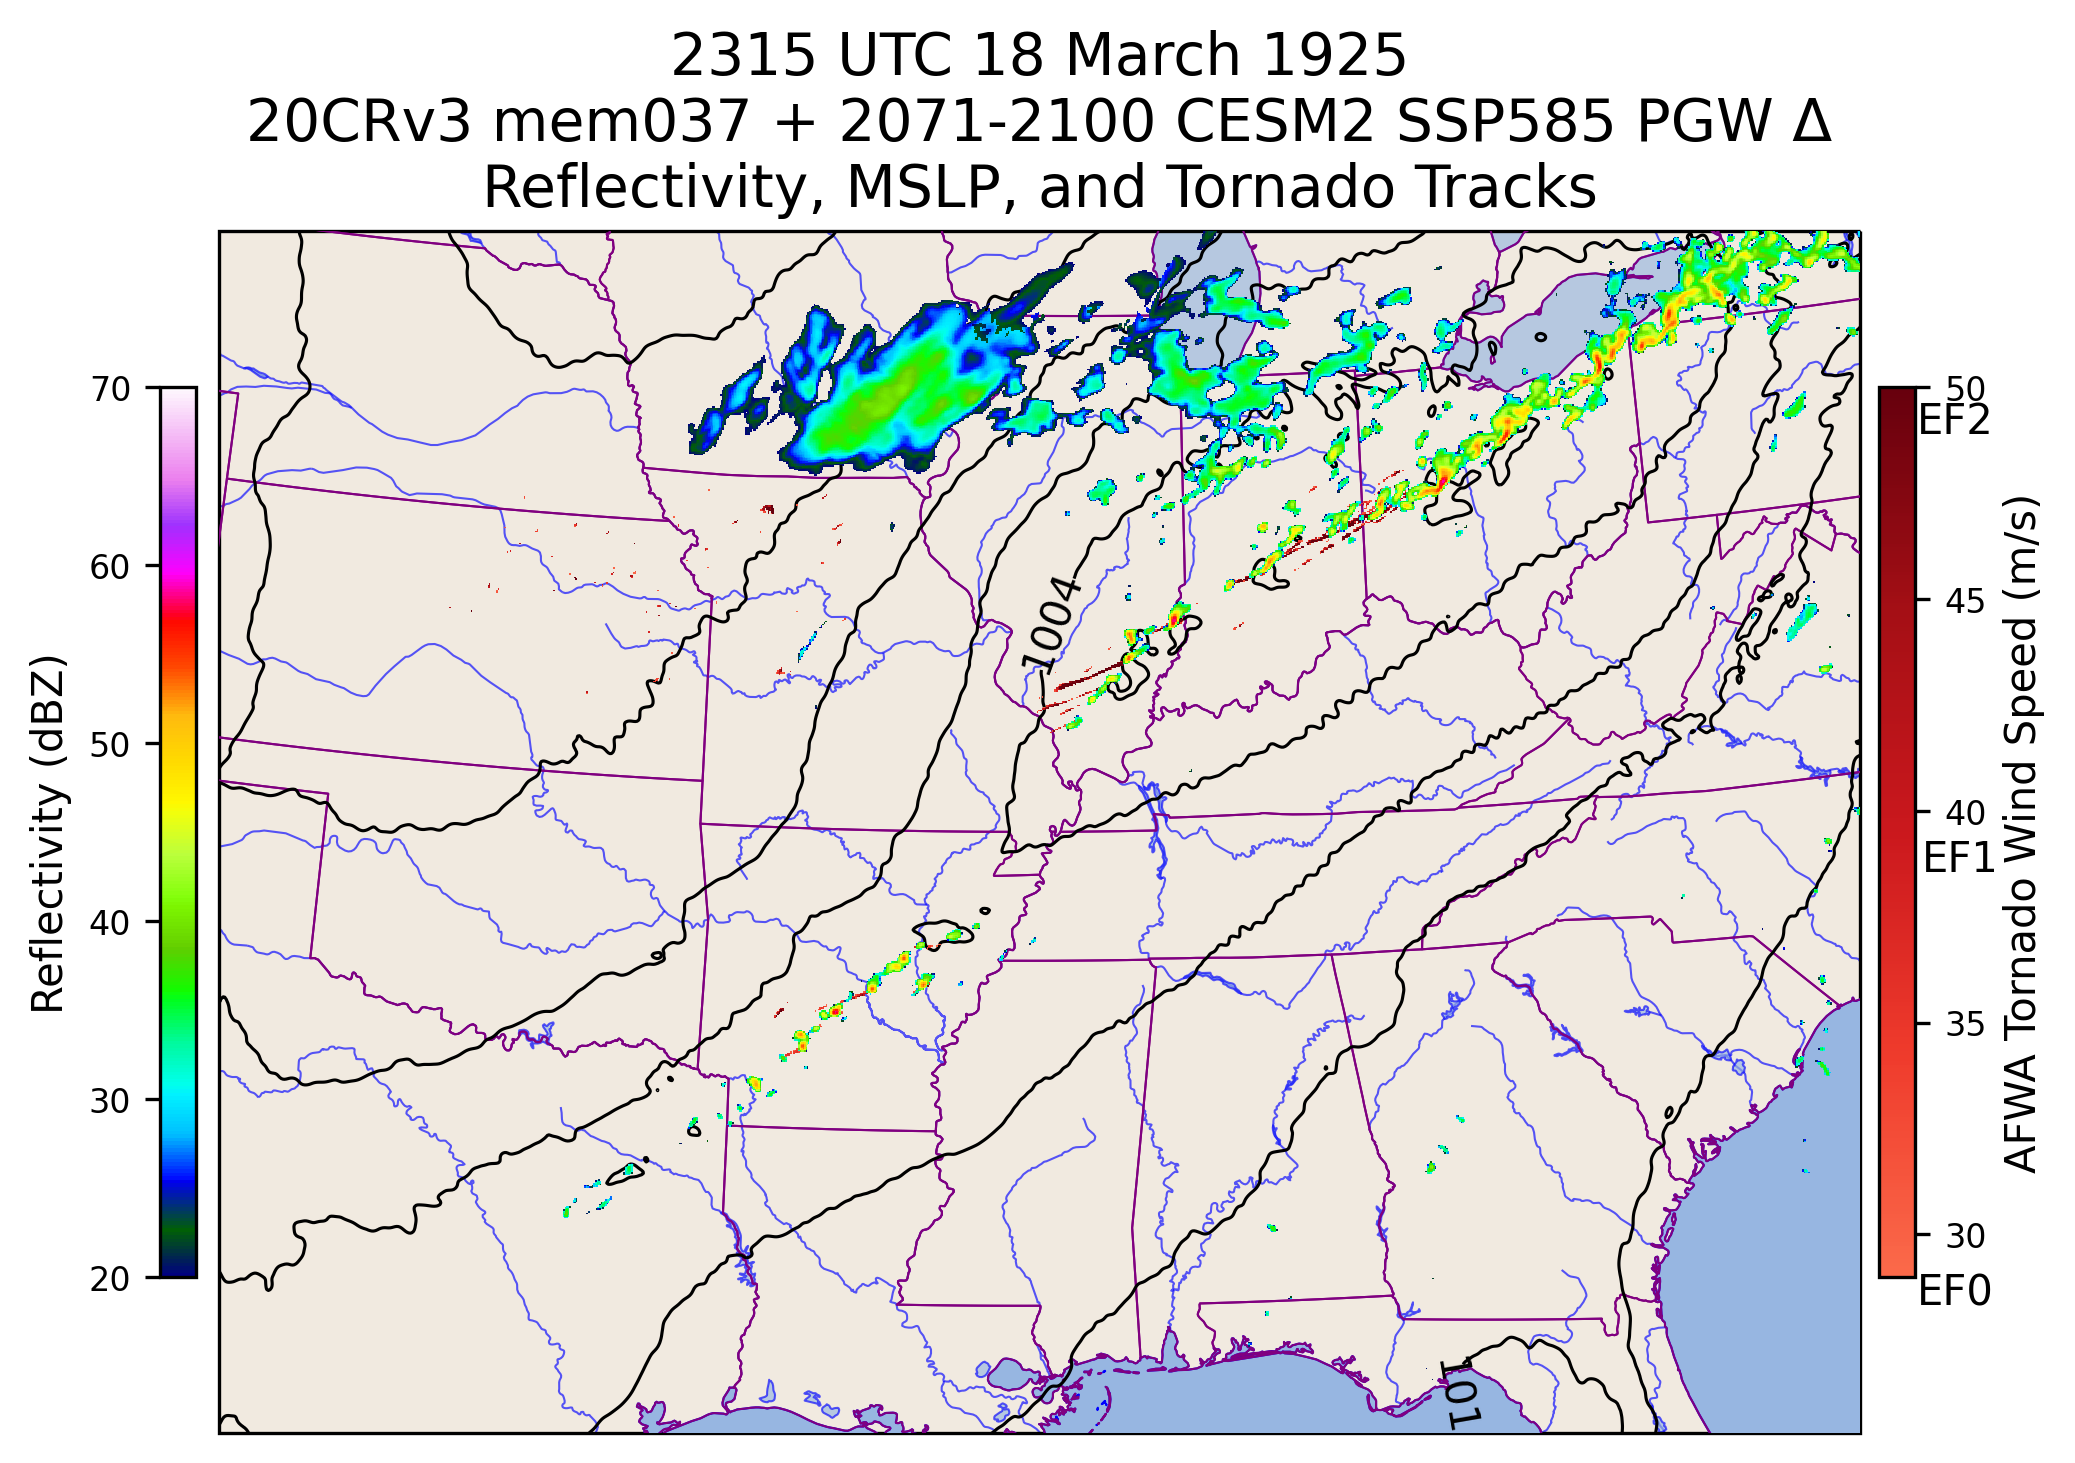 2315 UTC 18 March 1925
20CRv3 mem037 + 2071-2100 CESM2 SSP585 PGW Δ
Reflectivity, MSLP, and Tornado Tracks
70
60
50
40
30
20
Reflectivity (dBZ)
1004
101
50
EF2
45
40
EF1
35
30
EF0
AFWA Tornado Wind Speed (m/s)